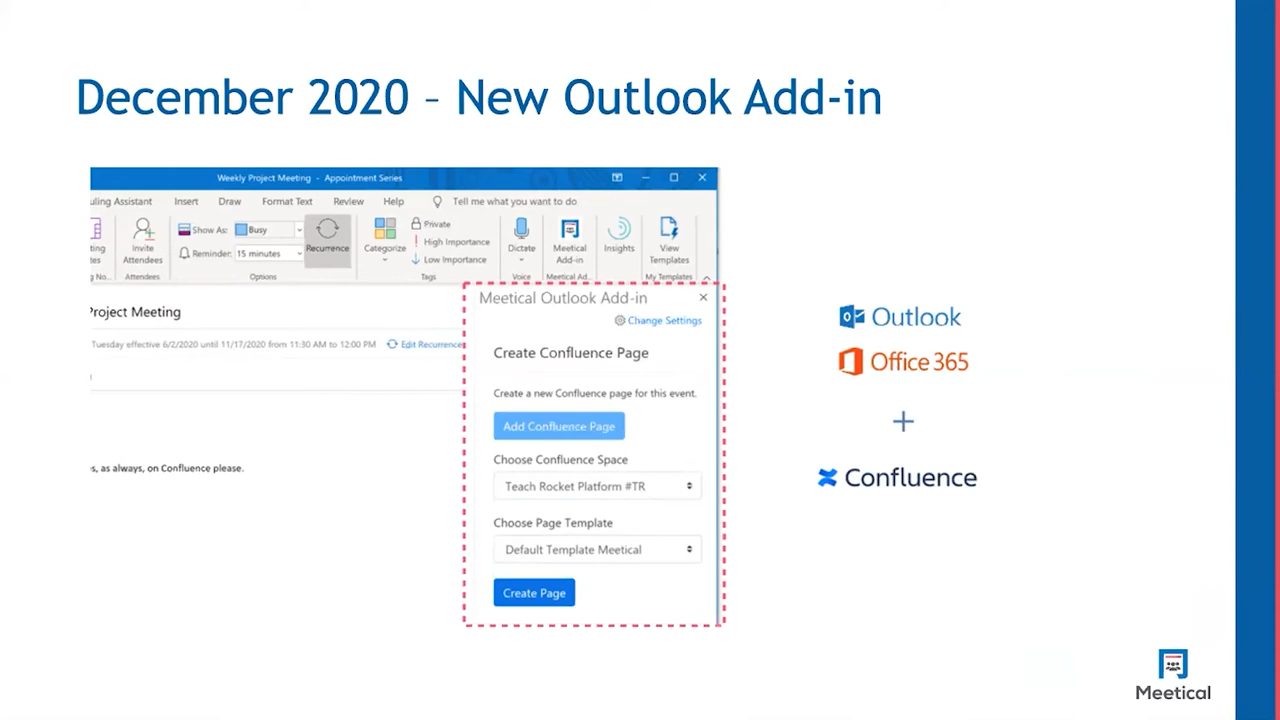 December 2020 – New Outlook Add-in
Weekly Project Meeting - Appointment Series
uling Assistant Insert Draw Format Text Review Help Tell me what you want to do
Show As: Busy
Reminder: 15 minutes
Invite Attendees
Recurrence
Categorize
Private
High Importance
Low Importance
Dictate
Meetical Add-in
Insights
View Templates
Attendees Options Tags Voice Meetical Ad... My Templates
Project Meeting
Tuesday effective 6/2/2020 until 11/17/2020 from 11:30 AM to 12:00 PM Edit Recurrence
s, as always, on Confluence please.
Meetical Outlook Add-in
Change Settings
Create Confluence Page
Create a new Confluence page for this event.
Add Confluence Page
Choose Confluence Space
Teach Rocket Platform #TR
Choose Page Template
Default Template Meetical
Create Page
Outlook
Office 365
+
Confluence
Meetical